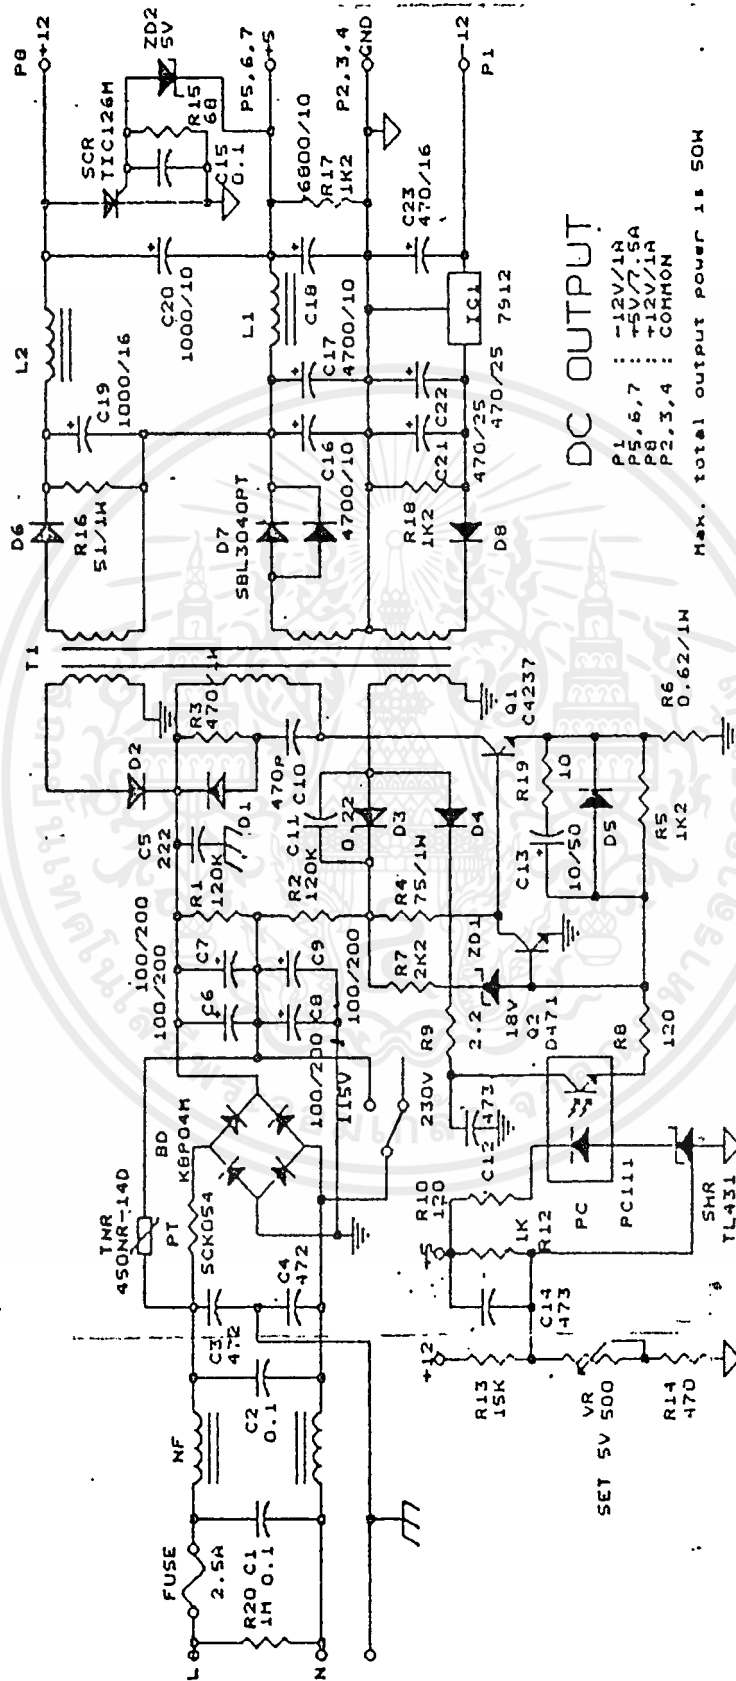 L
N
FUSE
2.5A
R20
1M
C1
0.1
NF
C2
0.1
C3
472
C4
472
TNR
450NR-14D
PT
SCK054
BD
KBP04M
100/200
100/200
C6
C7
C8
C9
100/200
100/200
115V
230V
R1
120K
R2
120K
C5
222
D1
D2
R3
470
C10
470P
C11
0.22
D3
D4
R4
75/1W
R7
2K2
ZD1
18V
R9
2.2
Q2
D471
Q1
C4237
R19
10
C13
10/50
D5
R5
1K2
R6
0.62/1W
R8
120
C12
473
PC
PC111
SHR
TL431
R10
120
+5
1K
R12
C14
473
+12
R13
15K
VR
500
SET 5V
R14
470
T1
D6
R16
51/1W
C19
1000/16
L2
C20
1000/10
SCR
TIC126M
ZD2
5V
R15
68
C15
0.1
P8
+12
D7
SBL3040PT
C16
4700/10
C17
4700/10
L1
C18
6800/10
R17
1K2
P5,6,7
+5
P2,3,4
GND
R18
1K2
D8
C21
470/25
C22
470/25
IC1
7912
C23
470/16
-12
P1
DC OUTPUT
P1 : -12V/1A
P5,6,7 : +5V/7.5A
P8 : +12V/1A
P2,3,4 : COMMON
Max. total output power is 50W